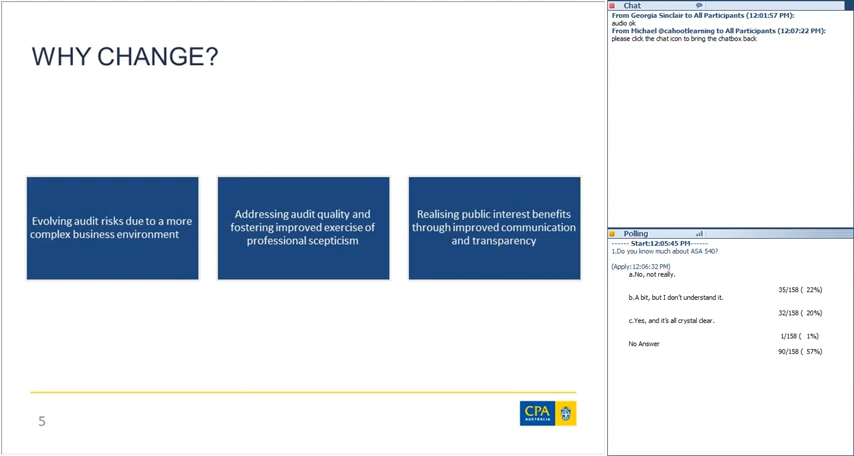 WHY CHANGE?
Evolving audit risks due to a more
complex business environment
Addressing audit quality and
fostering improved exercise of
professional scepticism
Realising public interest benefits
through improved communication
and transparency
5
CPA
AUSTRALIA
Chat
From Georgia Sinclair to All Participants (12:01:57 PM):
audio ok
From Michael @cahootlearning to All Participants (12:07:22 PM):
please click the chat icon to bring the chatbox back
Polling
------ Start:12:05:45 PM------
1.Do you know much about ASA 540?
(Apply:12:06:32 PM)
a.No, not really.
35/158 ( 22%)
b.A bit, but I don't understand it.
32/158 ( 20%)
c.Yes, and it's all crystal clear.
1/158 ( 1%)
No Answer
90/158 ( 57%)